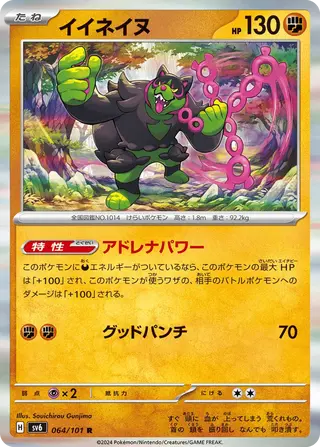 たね イイネイヌ HP 130
全国図鑑NO.1014 けらいポケモン 高さ：1.8m 重さ：92.2kg
特性 とくせい アドレナパワー
このポケモンに悪エネルギーがついているなら、このポケモンの最大HP
は「+100」され、このポケモンが使うワザの、相手のバトルポケモンへ
のダメージは「+100」される。
グッドパンチ 70
弱点 ×2 抵抗力 にげる
Illus. Souichirou Gunjima
H sv6 064/101 R
©2024 Pokémon/Nintendo/Creatures/GAME FREAK.